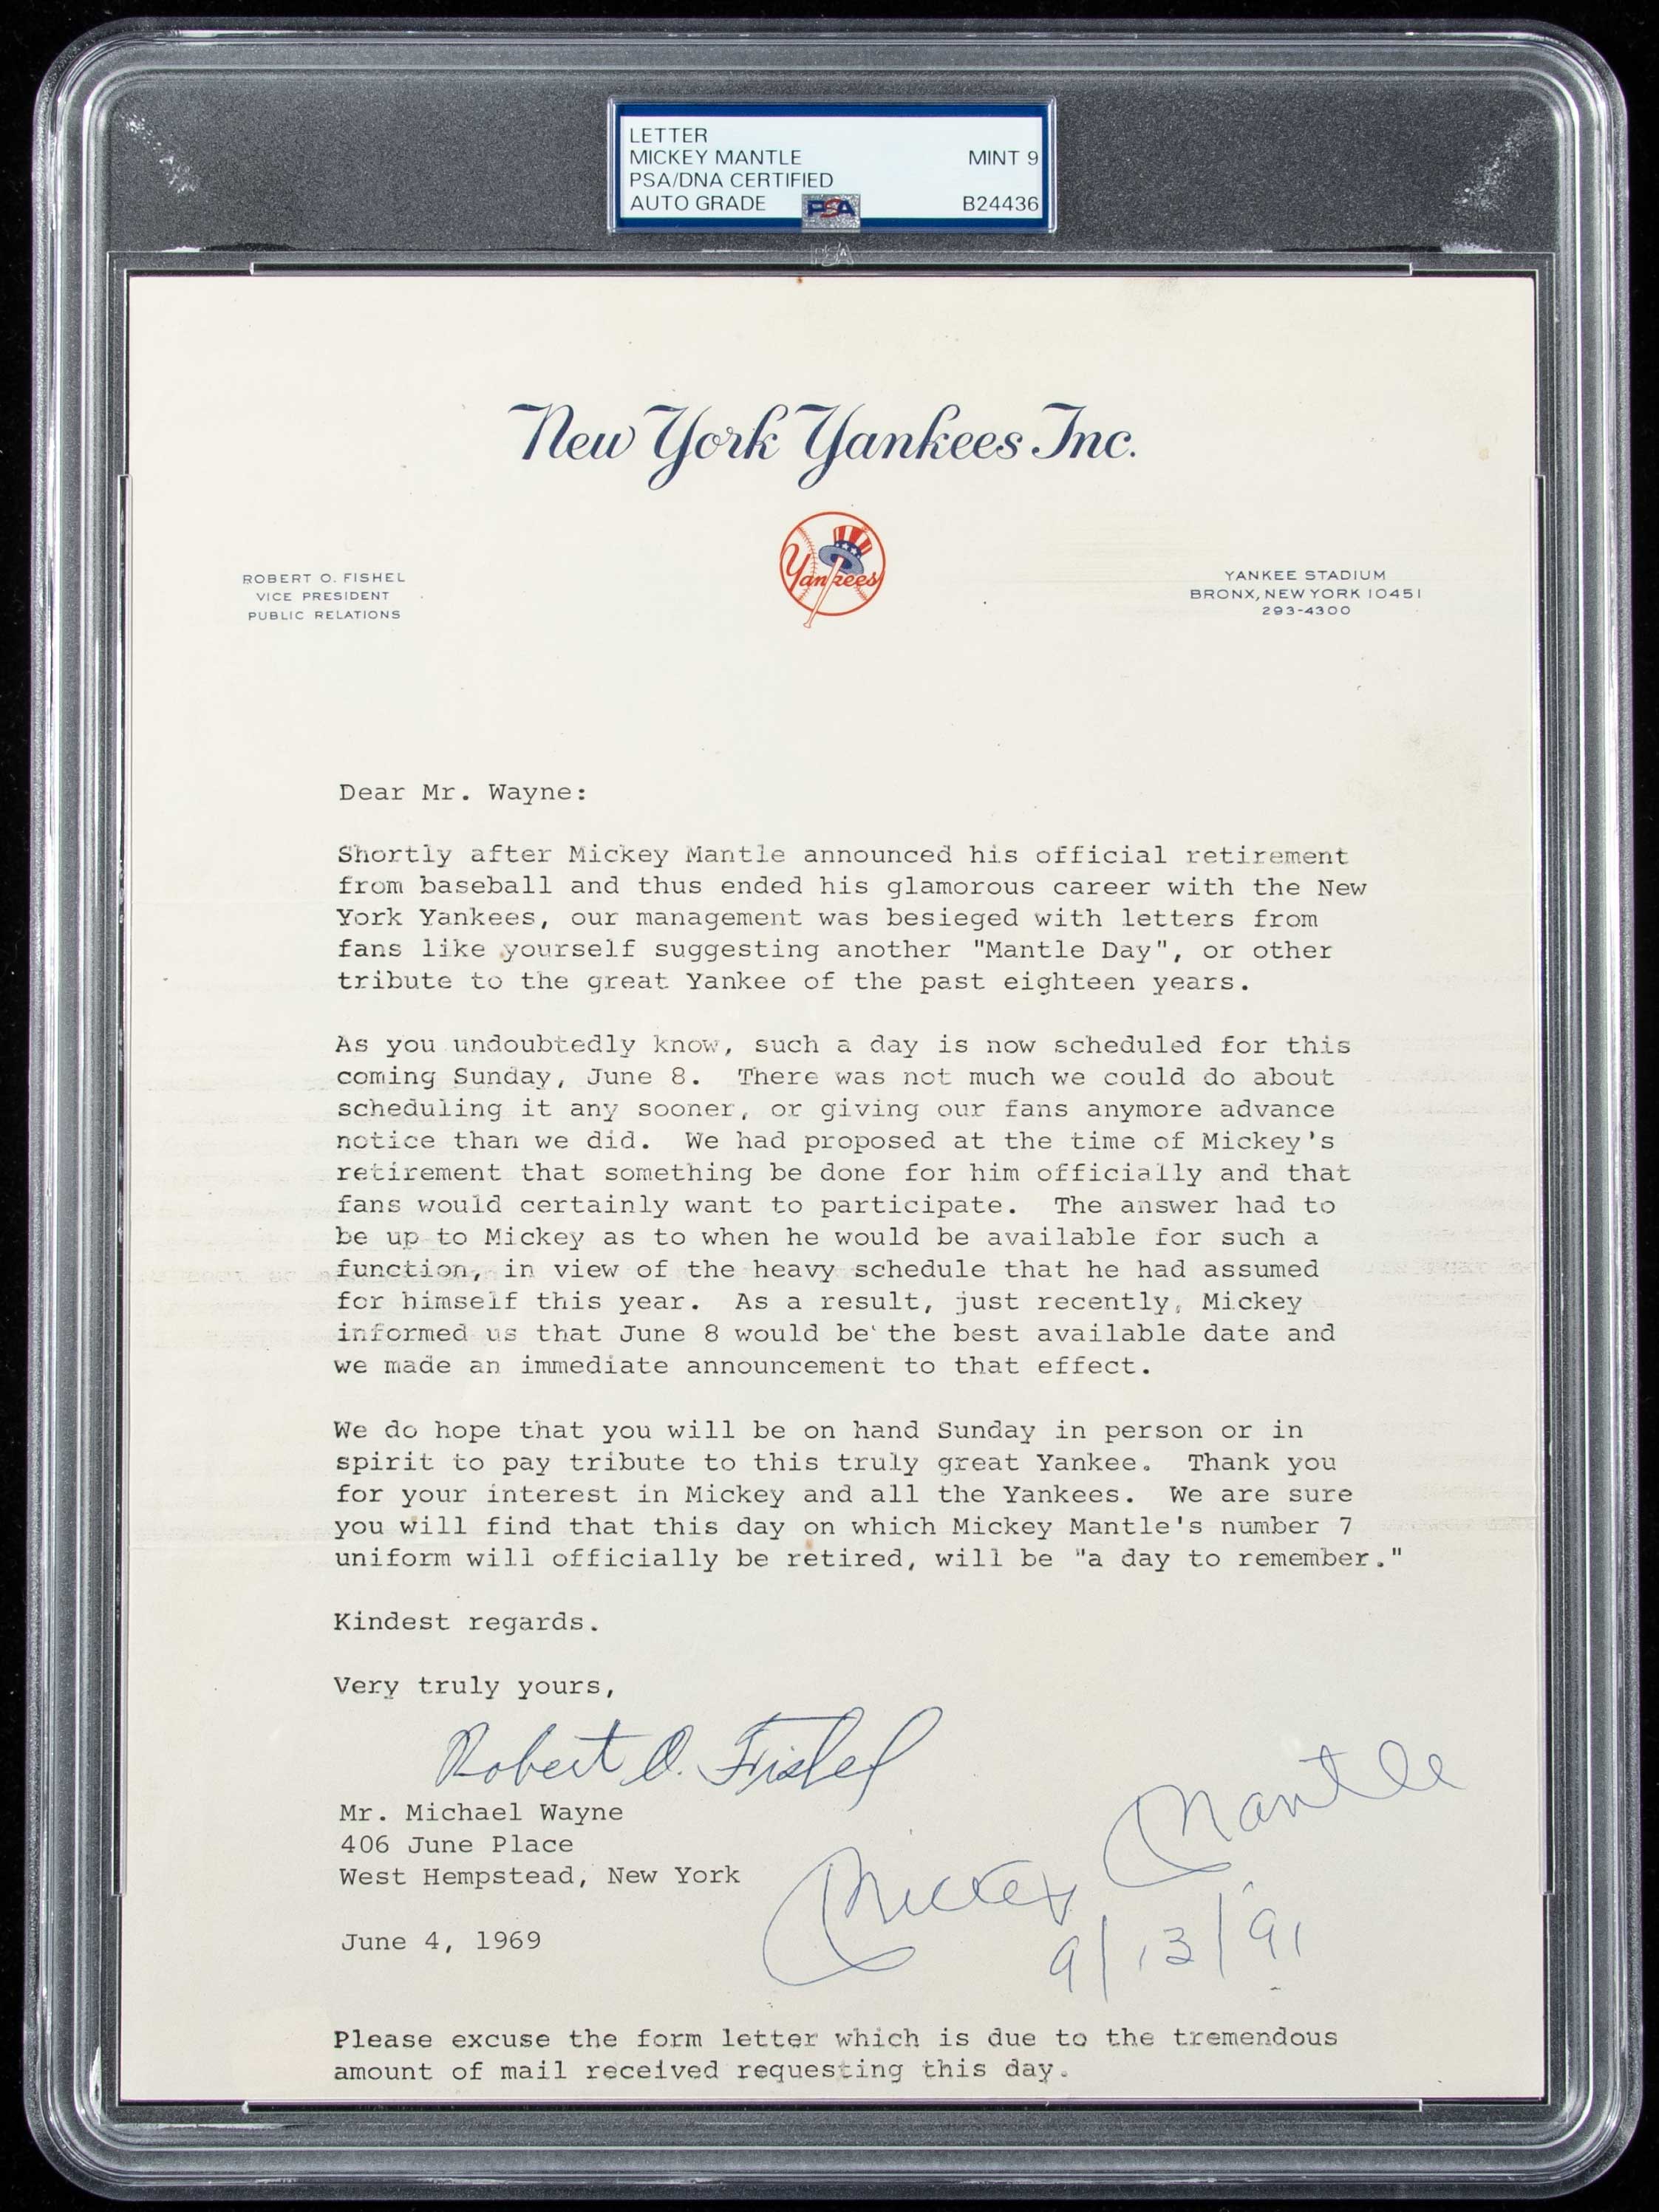 LETTER
MICKEY MANTLE MINT 9
PSA/DNA CERTIFIED
AUTO GRADE PSA B24436
PSA
New York Yankees Inc.
Yankees
ROBERT O. FISHEL
VICE PRESIDENT
PUBLIC RELATIONS
YANKEE STADIUM
BRONX, NEW YORK 10451
293-4300
Dear Mr. Wayne:
Shortly after Mickey Mantle announced his official retirement
from baseball and thus ended his glamorous career with the New
York Yankees, our management was besieged with letters from
fans like yourself suggesting another "Mantle Day", or other
tribute to the great Yankee of the past eighteen years.
As you undoubtedly know, such a day is now scheduled for this
coming Sunday, June 8. There was not much we could do about
scheduling it any sooner, or giving our fans anymore advance
notice than we did. We had proposed at the time of Mickey's
retirement that something be done for him officially and that
fans would certainly want to participate. The answer had to
be up to Mickey as to when he would be available for such a
function, in view of the heavy schedule that he had assumed
for himself this year. As a result, just recently, Mickey
informed us that June 8 would be the best available date and
we made an immediate announcement to that effect.
We do hope that you will be on hand Sunday in person or in
spirit to pay tribute to this truly great Yankee. Thank you
for your interest in Mickey and all the Yankees. We are sure
you will find that this day on which Mickey Mantle's number 7
uniform will officially be retired, will be "a day to remember."
Kindest regards.
Very truly yours,
Robert O. Fishel
Mr. Michael Wayne
406 June Place
West Hempstead, New York
Mickey Mantle
9/13/91
June 4, 1969
Please excuse the form letter which is due to the tremendous
amount of mail received requesting this day.